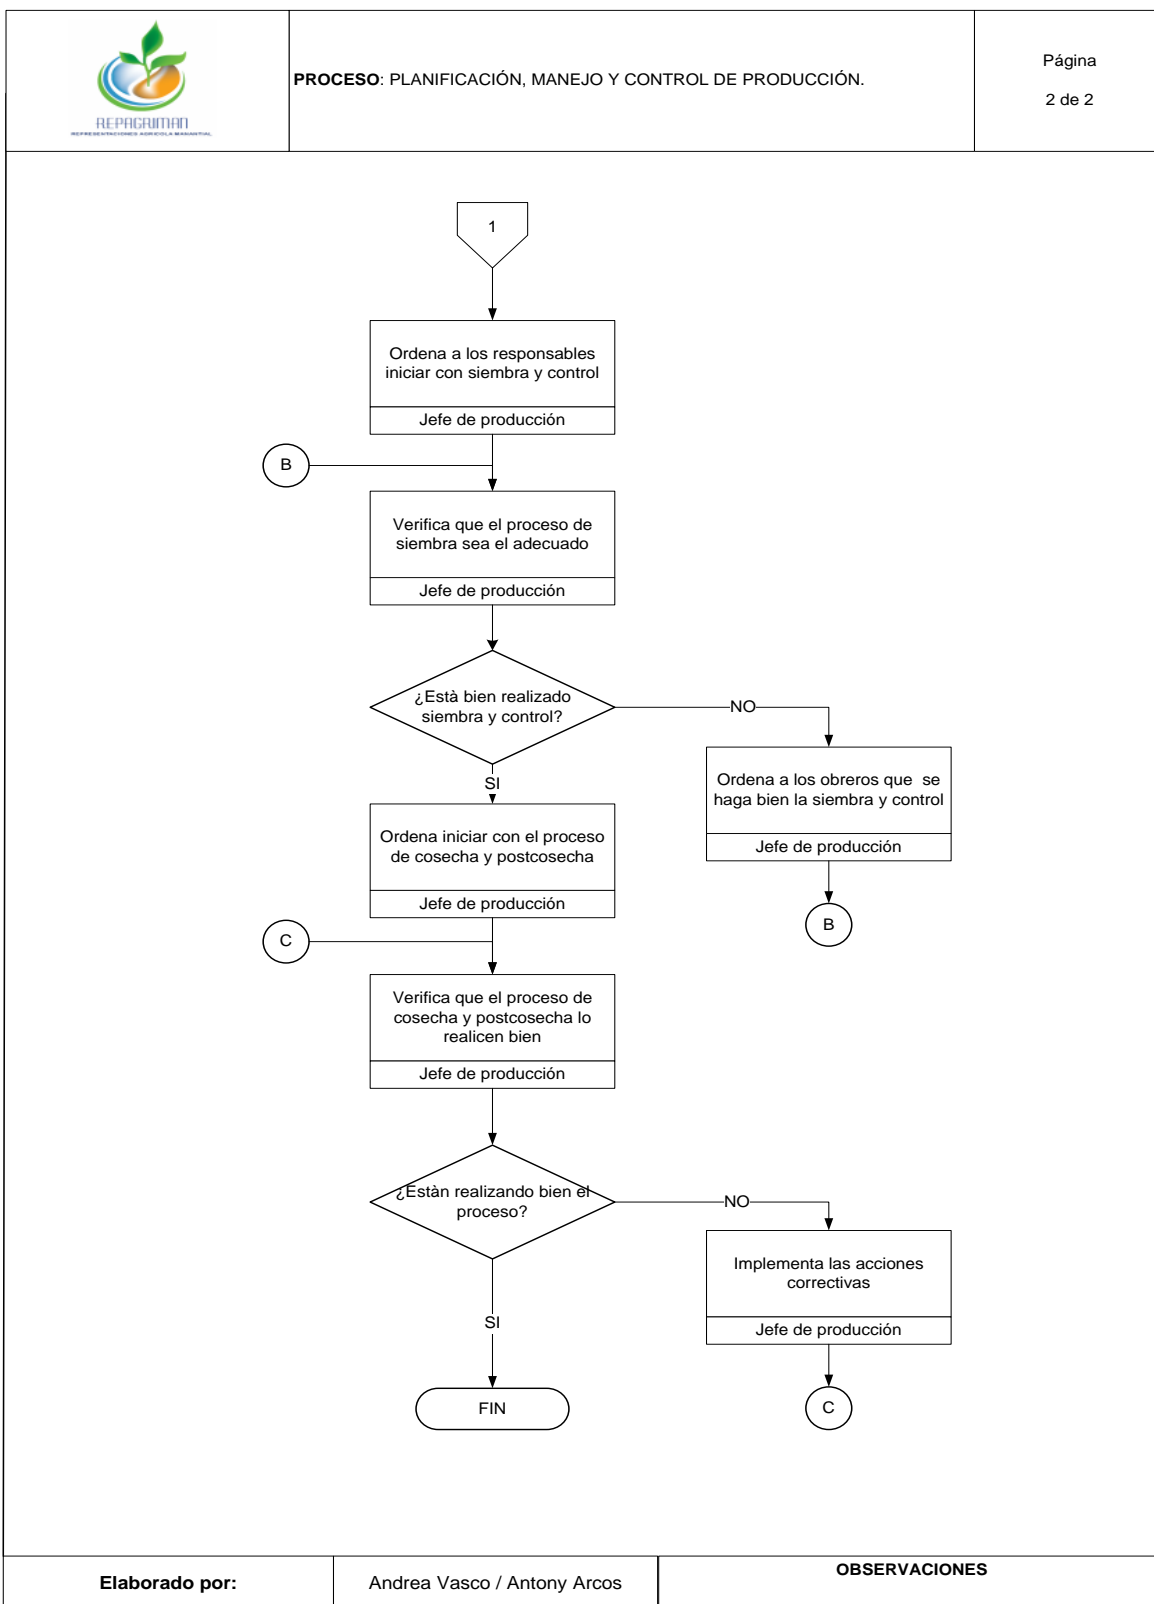 REPAGRIMAN
REPRESENTACIONES AGRICOLA MANANTIAL
PROCESO: PLANIFICACIÓN, MANEJO Y CONTROL DE PRODUCCIÓN.
Página
2 de 2
1
Ordena a los responsables
iniciar con siembra y control
Jefe de producción
B
Verifica que el proceso de
siembra sea el adecuado
Jefe de producción
¿Està bien realizado
siembra y control?
NO
SI
Ordena a los obreros que se
haga bien la siembra y control
Jefe de producción
B
Ordena iniciar con el proceso
de cosecha y postcosecha
Jefe de producción
C
Verifica que el proceso de
cosecha y postcosecha lo
realicen bien
Jefe de producción
¿Estàn realizando bien el
proceso?
NO
Implementa las acciones
correctivas
Jefe de producción
C
SI
FIN
Elaborado por:
Andrea Vasco / Antony Arcos
OBSERVACIONES